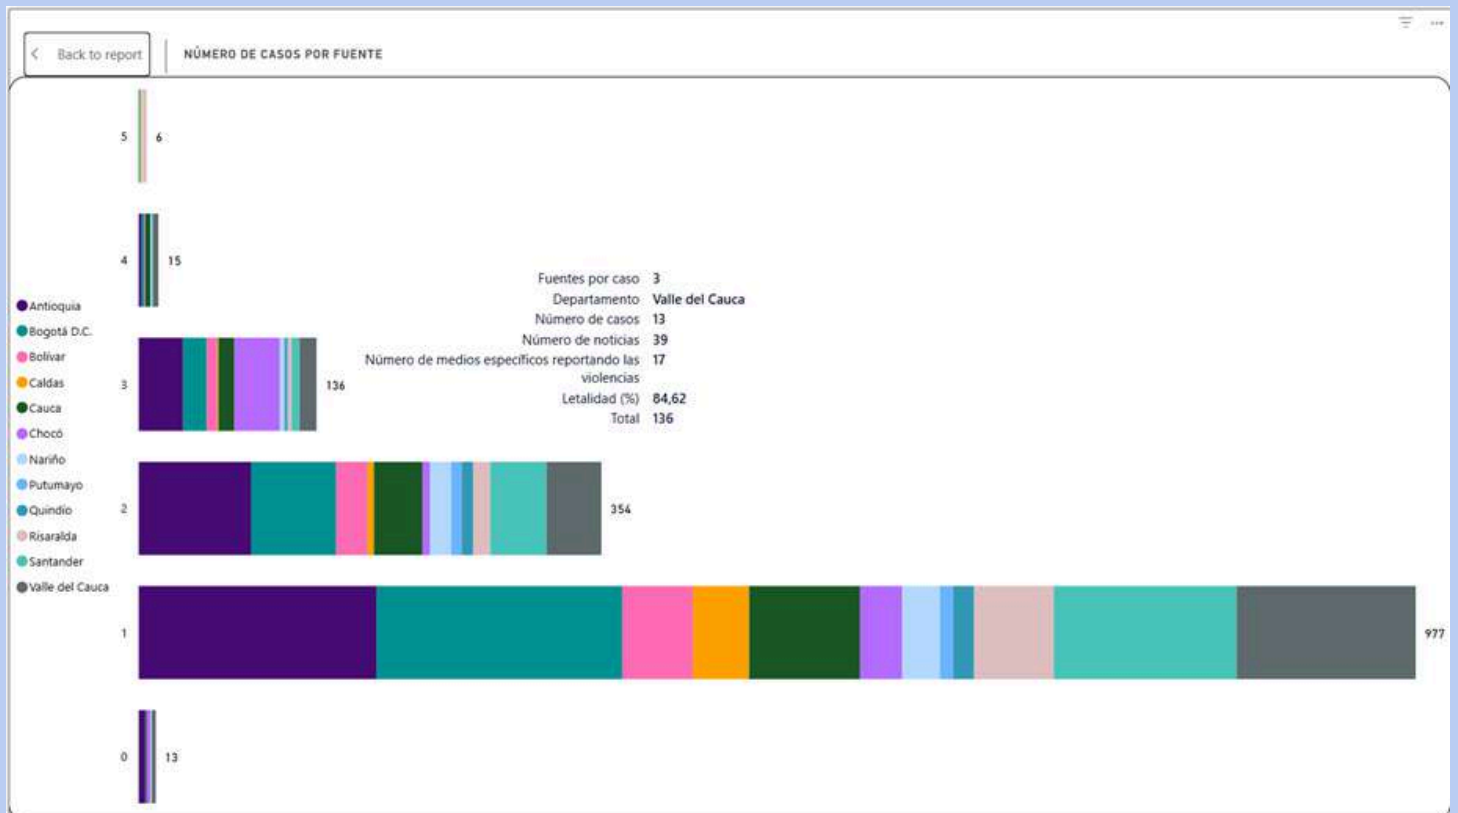 Back to report
NÚMERO DE CASOS POR FUENTE
5
6
4
15
Fuentes por caso 3
Departamento Valle del Cauca
Número de casos 13
Número de noticias 39
Número de medios específicos reportando las 17
violencias
Letalidad (%) 84,62
Total 136
Antioquia
Bogotá D.C.
Bolívar
Caldas
Cauca
Chocó
Nariño
Putumayo
Quindío
Risaralda
Santander
Valle del Cauca
3
136
2
354
1
977
0
13